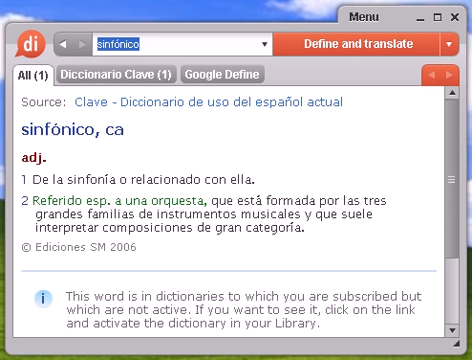 Menu
di
sinfónico
Define and translate
All (1)
Diccionario Clave (1)
Google Define
Source: Clave - Diccionario de uso del español actual
sinfónico, ca
adj.
1 De la sinfonía o relacionado con ella.
2 Referido esp. a una orquesta, que está formada por las tres
grandes familias de instrumentos musicales y que suele
interpretar composiciones de gran categoría.
© Ediciones SM 2006
i
This word is in dictionaries to which you are subscribed but
which are not active. If you want to see it, click on the link
and activate the dictionary in your Library.